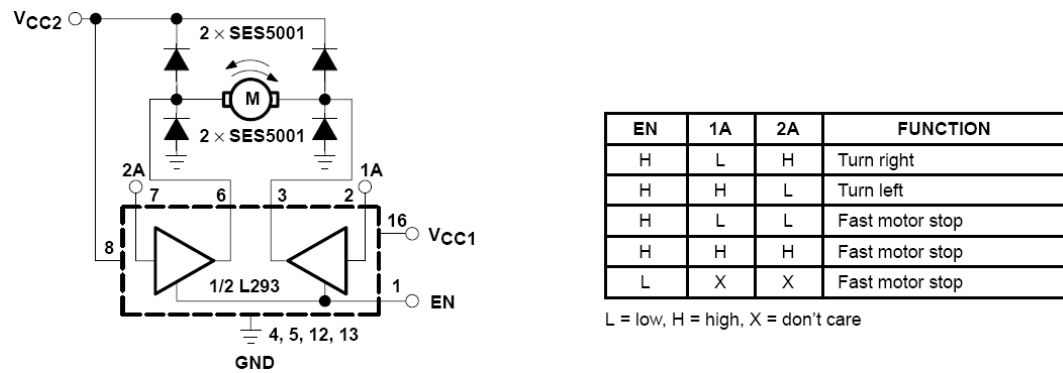 VCC2
2 × SES5001
M
2 × SES5001
2A
1A
7
6
3
2
16
VCC1
8
1/2 L293
1
EN
4, 5, 12, 13
GND
EN 1A 2A FUNCTION
H L H Turn right
H H L Turn left
H L L Fast motor stop
H H H Fast motor stop
L X X Fast motor stop
L = low, H = high, X = don't care